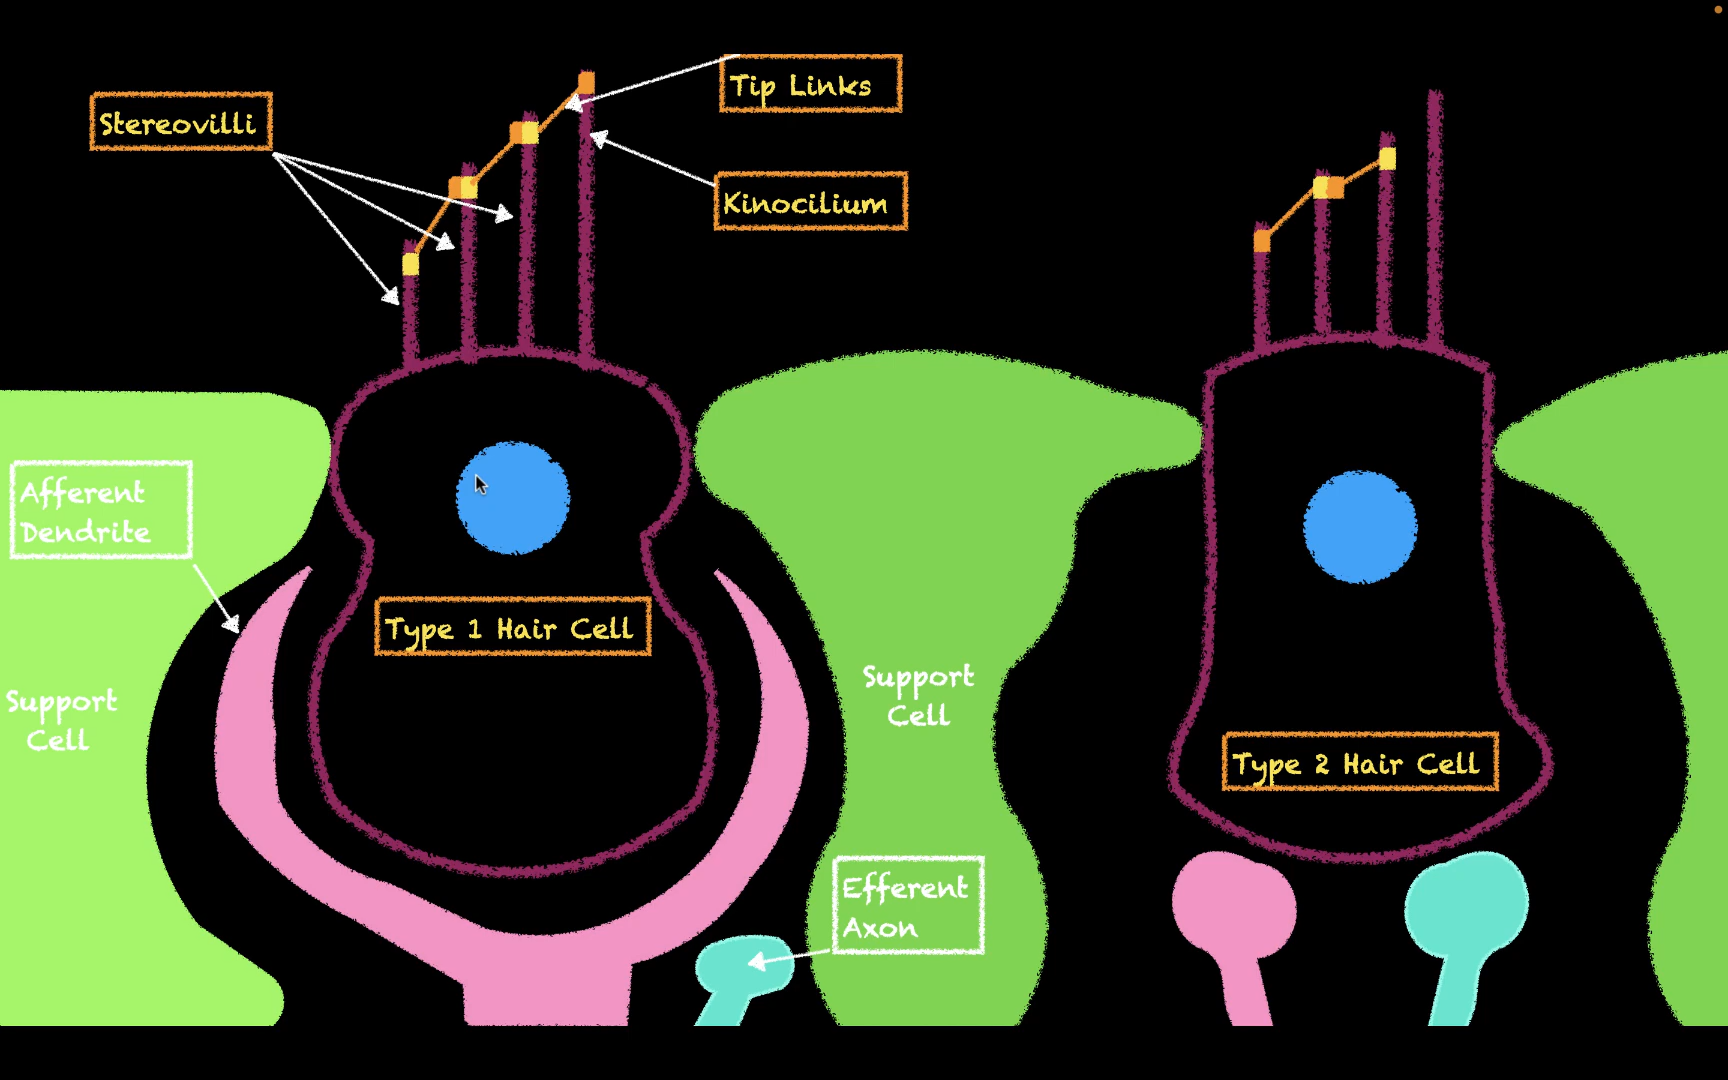 Stereovilli
Tip Links
Kinocilium
Afferent
Dendrite
Type 1 Hair Cell
Support
Cell
Support
Cell
Type 2 Hair Cell
Efferent
Axon